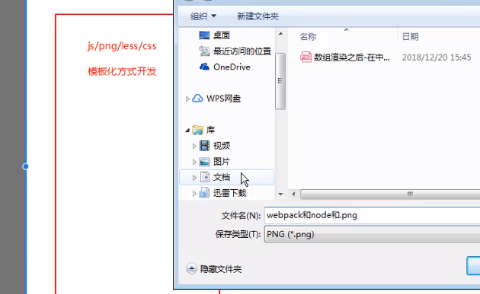 组织 新建文件夹
js/png/less/css
模板化方式开发
桌面
最近访问的位置
OneDrive
WPS网盘
库
视频
图片
文档
迅雷下载
名称 日期
数组渲染之后-在中... 2018/12/20 15:45
文件名(N): webpack和node和.png
保存类型(T): PNG (*.png)
隐藏文件夹